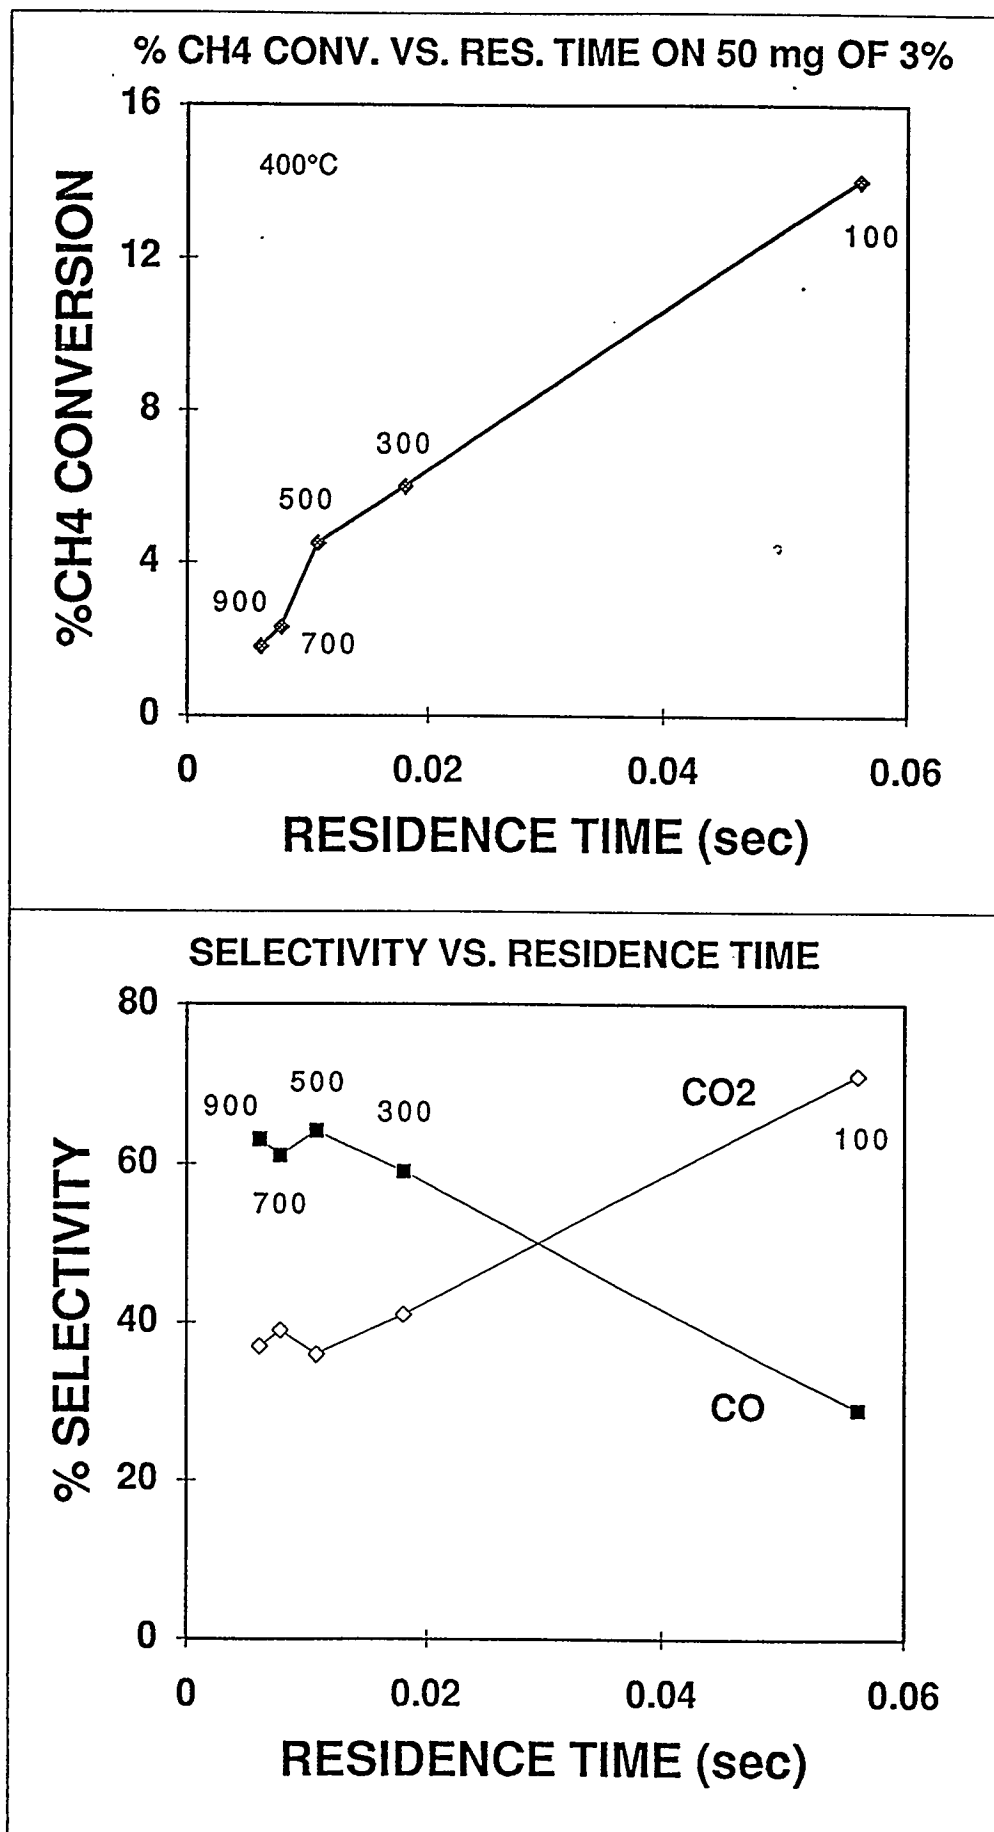 % CH4 CONV. VS. RES. TIME ON 50 mg OF 3%
16
400°C
100
12
%CH4 CONVERSION
8
300
500
4
900
700
0
0 0.02 0.04 0.06
RESIDENCE TIME (sec)
SELECTIVITY VS. RESIDENCE TIME
80
500
CO2
900
300
100
60
700
% SELECTIVITY
40
CO
20
0
0 0.02 0.04 0.06
RESIDENCE TIME (sec)